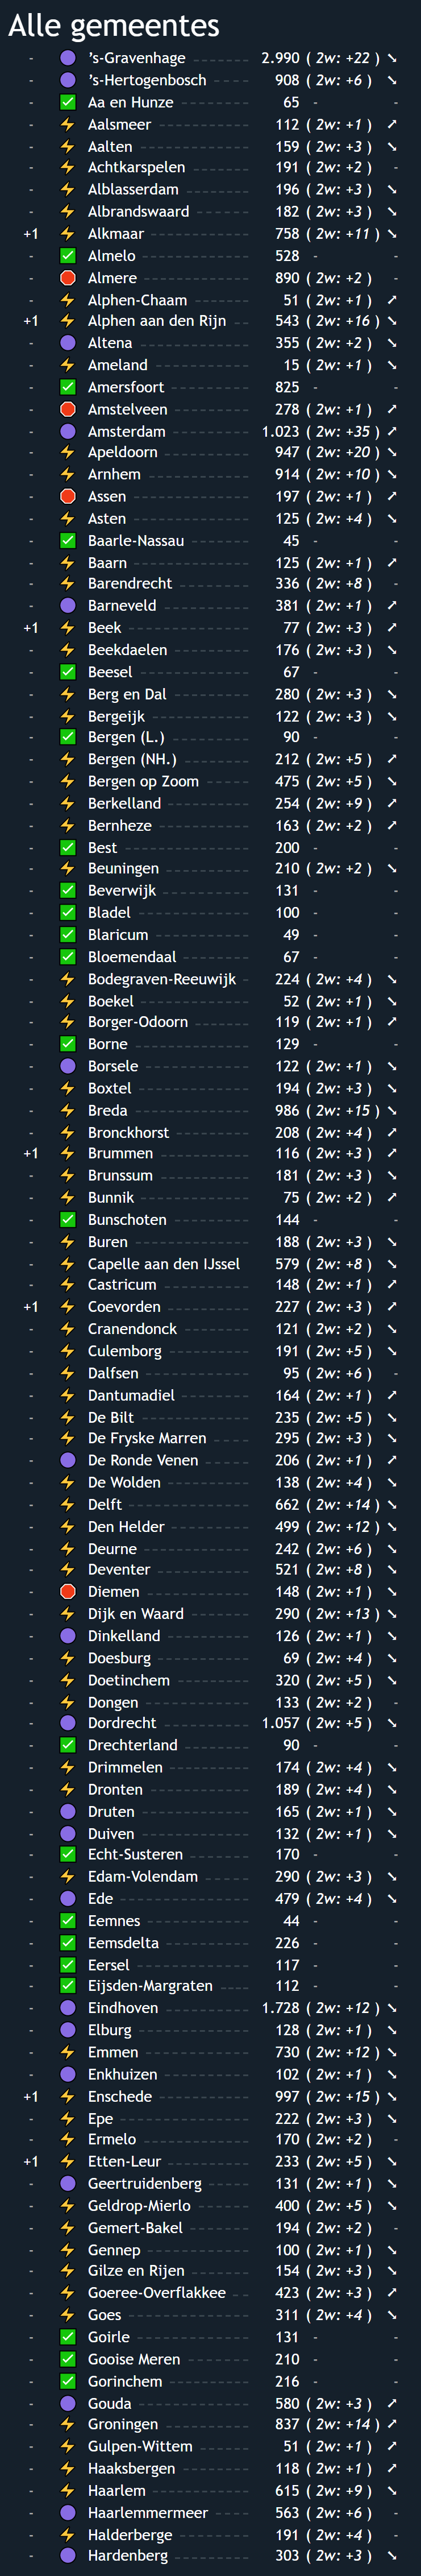 Alle gemeentes
- 's-Gravenhage 2.990 ( 2w: +22 ) ➘
- 's-Hertogenbosch 908 ( 2w: +6 ) ➘
- ✅ Aa en Hunze 65 - -
- ⚡ Aalsmeer 112 ( 2w: +1 ) ➚
- ⚡ Aalten 159 ( 2w: +3 ) ➘
- ⚡ Achtkarspelen 191 ( 2w: +2 ) -
- ⚡ Alblasserdam 196 ( 2w: +3 ) ➘
- ⚡ Albrandswaard 182 ( 2w: +3 ) ➘
+1 ⚡ Alkmaar 758 ( 2w: +11 ) ➘
- ✅ Almelo 528 - -
- Almere 890 ( 2w: +2 ) -
- ⚡ Alphen-Chaam 51 ( 2w: +1 ) ➚
+1 ⚡ Alphen aan den Rijn 543 ( 2w: +16 ) ➘
- Altena 355 ( 2w: +2 ) ➘
- ⚡ Ameland 15 ( 2w: +1 ) ➘
- ✅ Amersfoort 825 - -
- Amstelveen 278 ( 2w: +1 ) ➚
- Amsterdam 1.023 ( 2w: +35 ) ➚
- ⚡ Apeldoorn 947 ( 2w: +20 ) ➘
- ⚡ Arnhem 914 ( 2w: +10 ) ➘
- Assen 197 ( 2w: +1 ) ➚
- ⚡ Asten 125 ( 2w: +4 ) ➘
- ✅ Baarle-Nassau 45 - -
- ⚡ Baarn 125 ( 2w: +1 ) ➚
- ⚡ Barendrecht 336 ( 2w: +8 ) -
- Barneveld 381 ( 2w: +1 ) ➚
+1 ⚡ Beek 77 ( 2w: +3 ) ➚
- ⚡ Beekdaelen 176 ( 2w: +3 ) ➘
- ✅ Beesel 67 - -
- ⚡ Berg en Dal 280 ( 2w: +3 ) ➘
- ⚡ Bergeijk 122 ( 2w: +3 ) ➘
- ✅ Bergen (L.) 90 - -
- ⚡ Bergen (NH.) 212 ( 2w: +5 ) ➚
- ⚡ Bergen op Zoom 475 ( 2w: +5 ) ➘
- ⚡ Berkelland 254 ( 2w: +9 ) ➚
- ⚡ Bernheze 163 ( 2w: +2 ) ➚
- ✅ Best 200 - -
- ⚡ Beuningen 210 ( 2w: +2 ) ➘
- ✅ Beverwijk 131 - -
- ✅ Bladel 100 - -
- ✅ Blaricum 49 - -
- ✅ Bloemendaal 67 - -
- ⚡ Bodegraven-Reeuwijk 224 ( 2w: +4 ) ➘
- ⚡ Boekel 52 ( 2w: +1 ) ➘
- ⚡ Borger-Odoorn 119 ( 2w: +1 ) ➚
- ✅ Borne 129 - -
- Borsele 122 ( 2w: +1 ) ➘
- ⚡ Boxtel 194 ( 2w: +3 ) ➘
- ⚡ Breda 986 ( 2w: +15 ) ➘
- ⚡ Bronckhorst 208 ( 2w: +4 ) ➚
+1 ⚡ Brummen 116 ( 2w: +3 ) ➚
- ⚡ Brunssum 181 ( 2w: +3 ) ➘
- ⚡ Bunnik 75 ( 2w: +2 ) ➚
- ✅ Bunschoten 144 - -
- ⚡ Buren 188 ( 2w: +3 ) ➘
- ⚡ Capelle aan den IJssel 579 ( 2w: +8 ) ➘
- ⚡ Castricum 148 ( 2w: +1 ) ➚
+1 ⚡ Coevorden 227 ( 2w: +3 ) ➚
- ⚡ Cranendonck 121 ( 2w: +2 ) ➘
- ⚡ Culemborg 191 ( 2w: +5 ) ➘
- ⚡ Dalfsen 95 ( 2w: +6 ) -
- ⚡ Dantumadiel 164 ( 2w: +1 ) ➚
- ⚡ De Bilt 235 ( 2w: +5 ) ➘
- ⚡ De Fryske Marren 295 ( 2w: +3 ) ➘
- De Ronde Venen 206 ( 2w: +1 ) ➚
- ⚡ De Wolden 138 ( 2w: +4 ) ➘
- ⚡ Delft 662 ( 2w: +14 ) ➘
- ⚡ Den Helder 499 ( 2w: +12 ) ➘
- ⚡ Deurne 242 ( 2w: +6 ) ➘
- ⚡ Deventer 521 ( 2w: +8 ) ➘
- Diemen 148 ( 2w: +1 ) ➘
- ⚡ Dijk en Waard 290 ( 2w: +13 ) ➘
- Dinkelland 126 ( 2w: +1 ) ➘
- ⚡ Doesburg 69 ( 2w: +4 ) ➘
- ⚡ Doetinchem 320 ( 2w: +5 ) ➘
- ⚡ Dongen 133 ( 2w: +2 ) -
- Dordrecht 1.057 ( 2w: +5 ) ➘
- ✅ Drechterland 90 - -
- ⚡ Drimmelen 174 ( 2w: +4 ) ➘
- ⚡ Dronten 189 ( 2w: +4 ) ➘
- Druten 165 ( 2w: +1 ) ➘
- Duiven 132 ( 2w: +1 ) ➘
- ✅ Echt-Susteren 170 - -
- ⚡ Edam-Volendam 290 ( 2w: +3 ) ➘
- Ede 479 ( 2w: +4 ) ➘
- ✅ Eemnes 44 - -
- ✅ Eemsdelta 226 - -
- ✅ Eersel 117 - -
- ✅ Eijsden-Margraten 112 - -
- Eindhoven 1.728 ( 2w: +12 ) ➘
- Elburg 128 ( 2w: +1 ) ➘
- ⚡ Emmen 730 ( 2w: +12 ) ➘
- Enkhuizen 102 ( 2w: +1 ) ➘
+1 ⚡ Enschede 997 ( 2w: +15 ) ➘
- ⚡ Epe 222 ( 2w: +3 ) ➘
- ⚡ Ermelo 170 ( 2w: +2 ) -
+1 ⚡ Etten-Leur 233 ( 2w: +5 ) ➘
- Geertruidenberg 131 ( 2w: +1 ) ➘
- ⚡ Geldrop-Mierlo 400 ( 2w: +5 ) ➘
- ⚡ Gemert-Bakel 194 ( 2w: +2 ) -
- ⚡ Gennep 100 ( 2w: +1 ) ➘
- ⚡ Gilze en Rijen 154 ( 2w: +3 ) ➘
- ⚡ Goeree-Overflakkee 423 ( 2w: +3 ) ➚
- ⚡ Goes 311 ( 2w: +4 ) ➘
- ✅ Goirle 131 - -
- ✅ Gooise Meren 210 - -
- ✅ Gorinchem 216 - -
- Gouda 580 ( 2w: +3 ) ➚
- ⚡ Groningen 837 ( 2w: +14 ) ➚
- ⚡ Gulpen-Wittem 51 ( 2w: +1 ) ➚
- ⚡ Haaksbergen 118 ( 2w: +1 ) ➚
- ⚡ Haarlem 615 ( 2w: +9 ) ➘
- Haarlemmermeer 563 ( 2w: +6 ) -
- ⚡ Halderberge 191 ( 2w: +4 ) -
- Hardenberg 303 ( 2w: +3 ) ➘